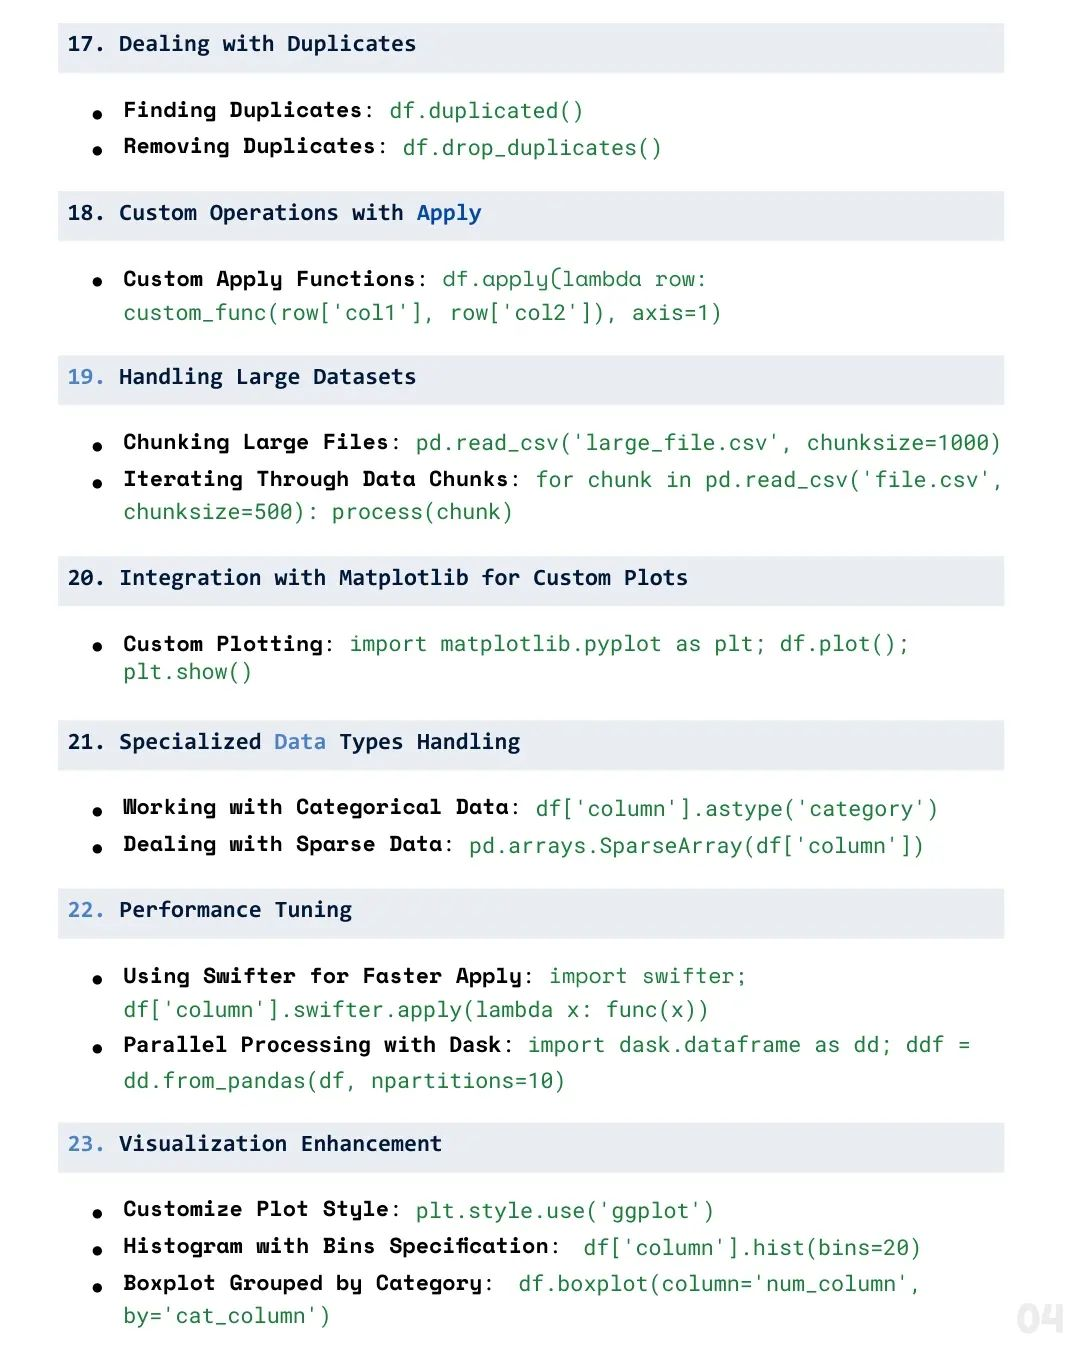 17. Dealing with Duplicates
● Finding Duplicates: df.duplicated()
● Removing Duplicates: df.drop_duplicates()
18. Custom Operations with Apply
● Custom Apply Functions: df.apply(lambda row:
custom_func(row['col1'], row['col2']), axis=1)
19. Handling Large Datasets
● Chunking Large Files: pd.read_csv('large_file.csv', chunksize=1000)
● Iterating Through Data Chunks: for chunk in pd.read_csv('file.csv',
chunksize=500): process(chunk)
20. Integration with Matplotlib for Custom Plots
● Custom Plotting: import matplotlib.pyplot as plt; df.plot();
plt.show()
21. Specialized Data Types Handling
● Working with Categorical Data: df['column'].astype('category')
● Dealing with Sparse Data: pd.arrays.SparseArray(df['column'])
22. Performance Tuning
● Using Swifter for Faster Apply: import swifter;
df['column'].swifter.apply(lambda x: func(x))
● Parallel Processing with Dask: import dask.dataframe as dd; ddf =
dd.from_pandas(df, npartitions=10)
23. Visualization Enhancement
● Customize Plot Style: plt.style.use('ggplot')
● Histogram with Bins Specification: df['column'].hist(bins=20)
● Boxplot Grouped by Category: df.boxplot(column='num_column',
by='cat_column')
04